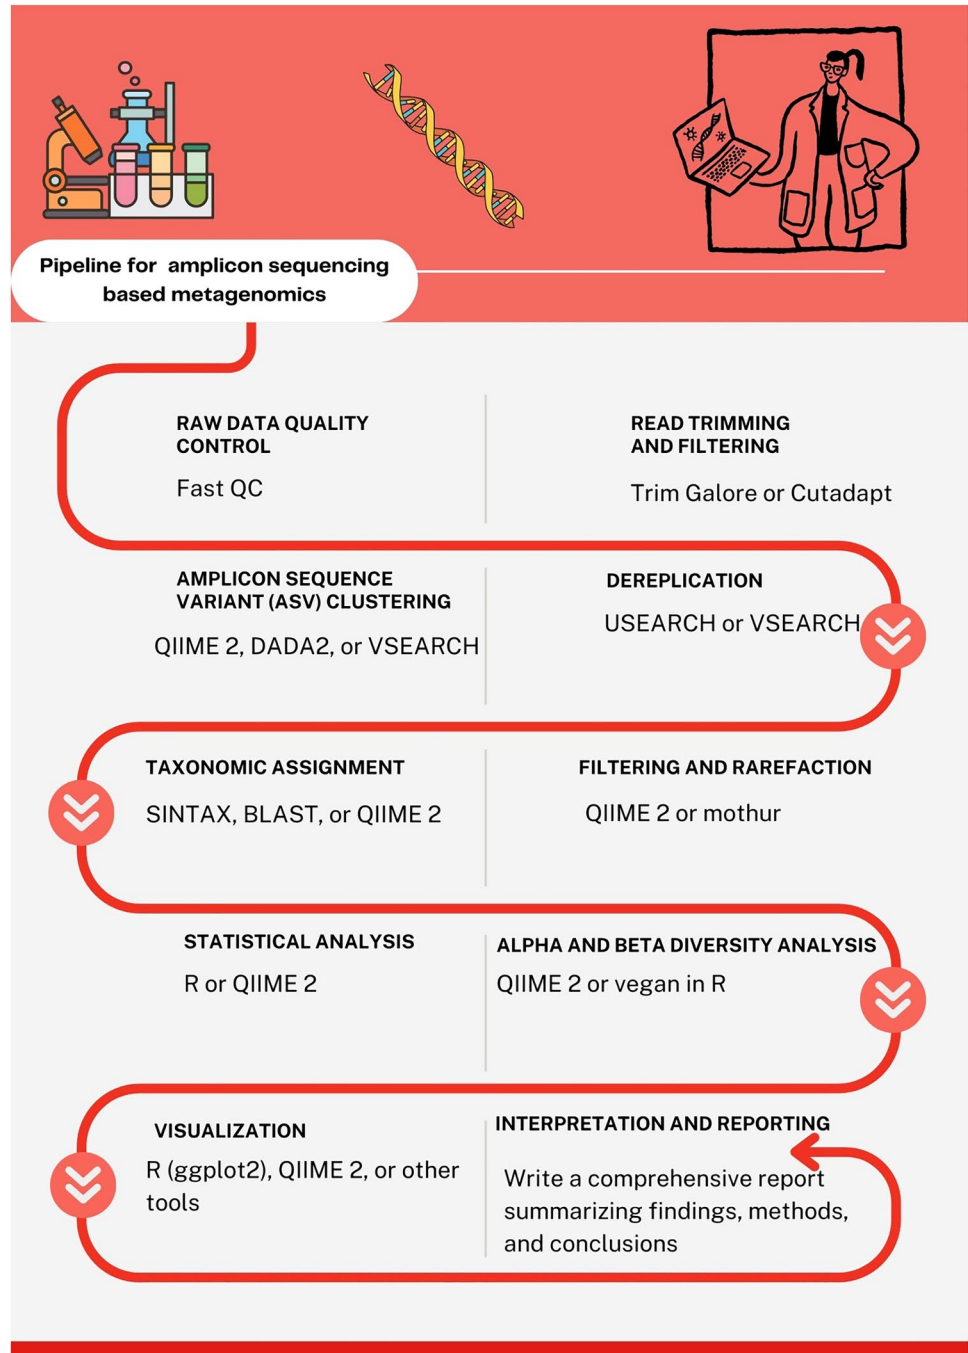 Pipeline for amplicon sequencing
based metagenomics
RAW DATA QUALITY
CONTROL
Fast QC
READ TRIMMING
AND FILTERING
Trim Galore or Cutadapt
AMPLICON SEQUENCE
VARIANT (ASV) CLUSTERING
QIIME 2, DADA2, or VSEARCH
DEREPLICATION
USEARCH or VSEARCH
TAXONOMIC ASSIGNMENT
SINTAX, BLAST, or QIIME 2
FILTERING AND RAREFACTION
QIIME 2 or mothur
STATISTICAL ANALYSIS
R or QIIME 2
ALPHA AND BETA DIVERSITY ANALYSIS
QIIME 2 or vegan in R
VISUALIZATION
R (ggplot2), QIIME 2, or other
tools
INTERPRETATION AND REPORTING
Write a comprehensive report
summarizing findings, methods,
and conclusions